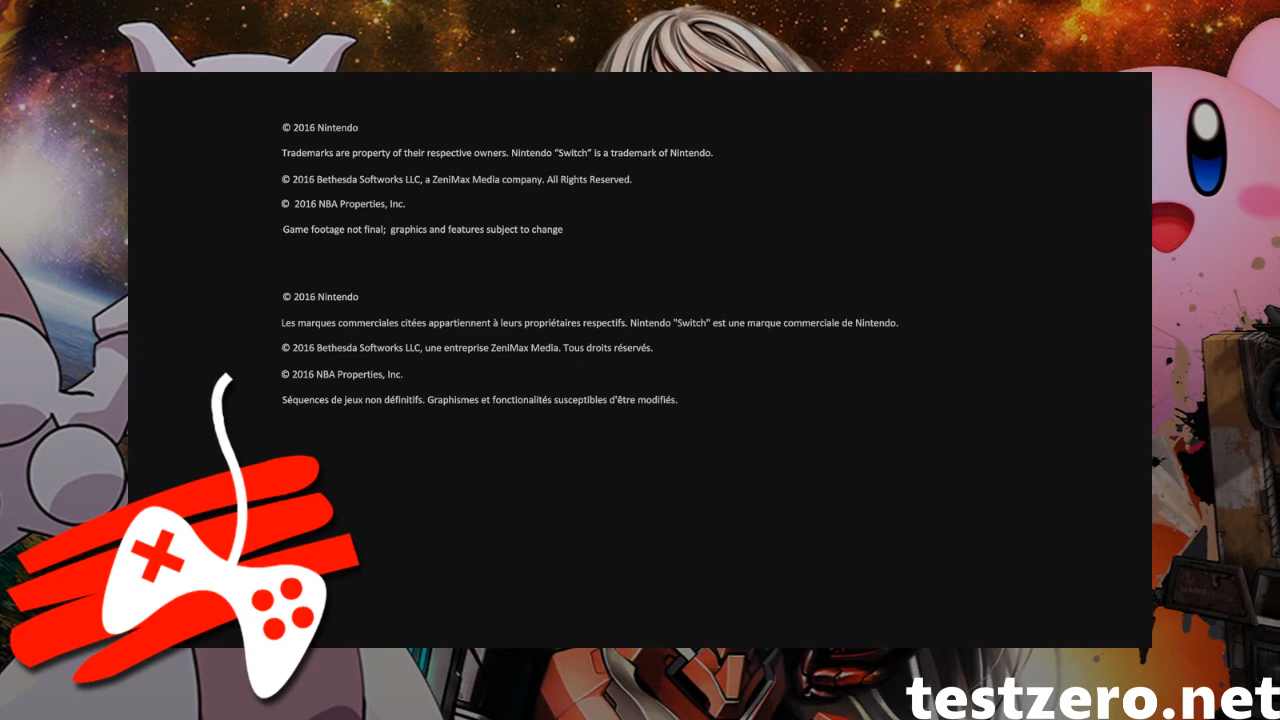 © 2016 Nintendo
Trademarks are property of their respective owners. Nintendo “Switch” is a trademark of Nintendo.
© 2016 Bethesda Softworks LLC, a ZeniMax Media company. All Rights Reserved.
© 2016 NBA Properties, Inc.
Game footage not final; graphics and features subject to change
© 2016 Nintendo
Les marques commerciales citées appartiennent à leurs propriétaires respectifs. Nintendo "Switch" est une marque commerciale de Nintendo.
© 2016 Bethesda Softworks LLC, une entreprise ZeniMax Media. Tous droits réservés.
© 2016 NBA Properties, Inc.
Séquences de jeux non définitifs. Graphismes et fonctionalités susceptibles d'être modifiés.
testzero.net